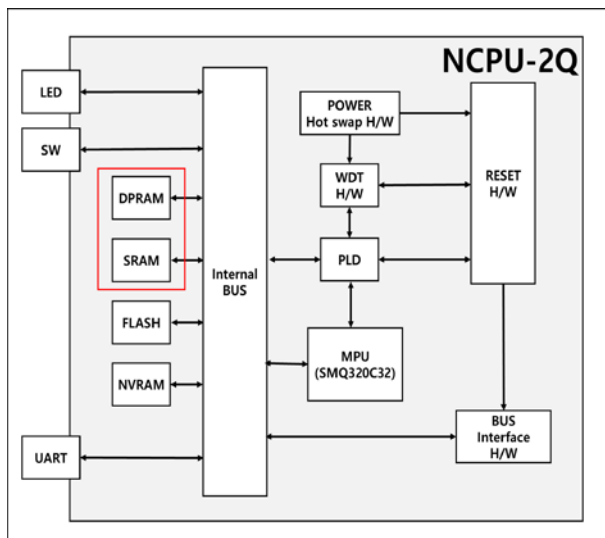 NCPU-2Q
LED
SW
DPRAM
SRAM
FLASH
NVRAM
UART
Internal
BUS
POWER
Hot swap H/W
WDT
H/W
PLD
MPU
(SMQ320C32)
RESET
H/W
BUS
Interface
H/W